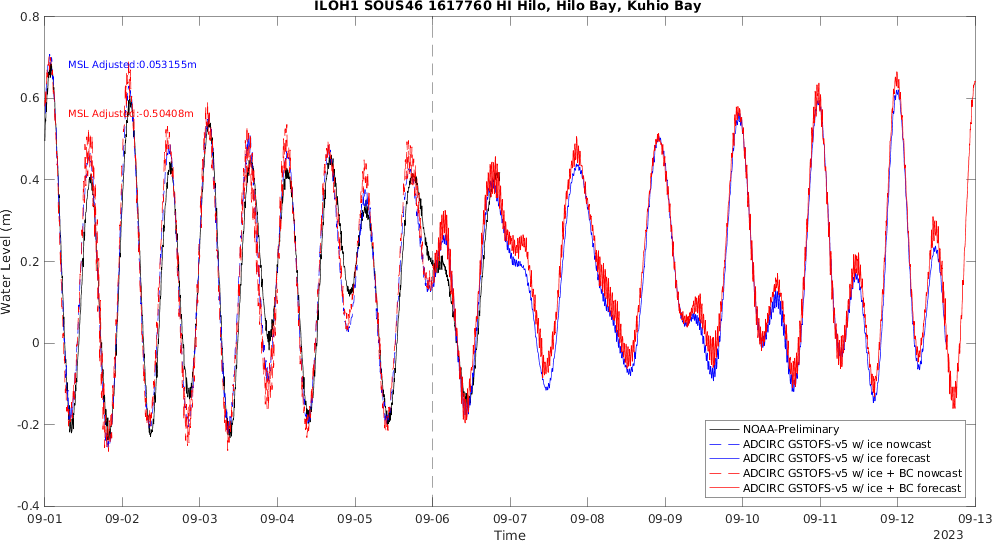 ILOH1 SOUS46 1617760 HI Hilo, Hilo Bay, Kuhio Bay
0.8
MSL Adjusted:0.053155m
0.6
MSL Adjusted:-0.50408m
0.4
Water Level (m)
0.2
0
-0.2
-0.4
NOAA-Preliminary
ADCIRC GSTOFS-v5 w/ ice nowcast
ADCIRC GSTOFS-v5 w/ ice forecast
ADCIRC GSTOFS-v5 w/ ice + BC nowcast
ADCIRC GSTOFS-v5 w/ ice + BC forecast
09-01 09-02 09-03 09-04 09-05 09-06 09-07 09-08 09-09 09-10 09-11 09-12 09-13
Time
2023